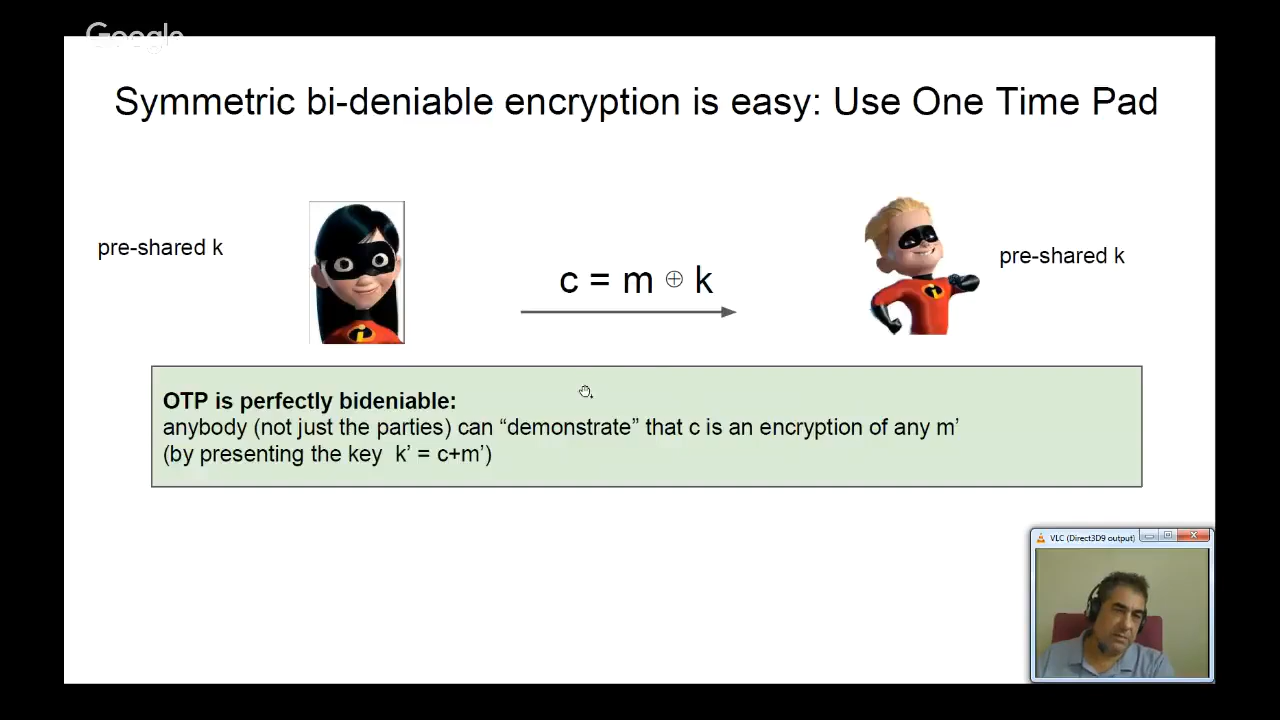 Google
Symmetric bi-deniable encryption is easy: Use One Time Pad
pre-shared k
c = m ⊕ k
pre-shared k
OTP is perfectly bideniable:
anybody (not just the parties) can “demonstrate” that c is an encryption of any m’
(by presenting the key k’ = c+m’)
VLC (Direct3D9 output)